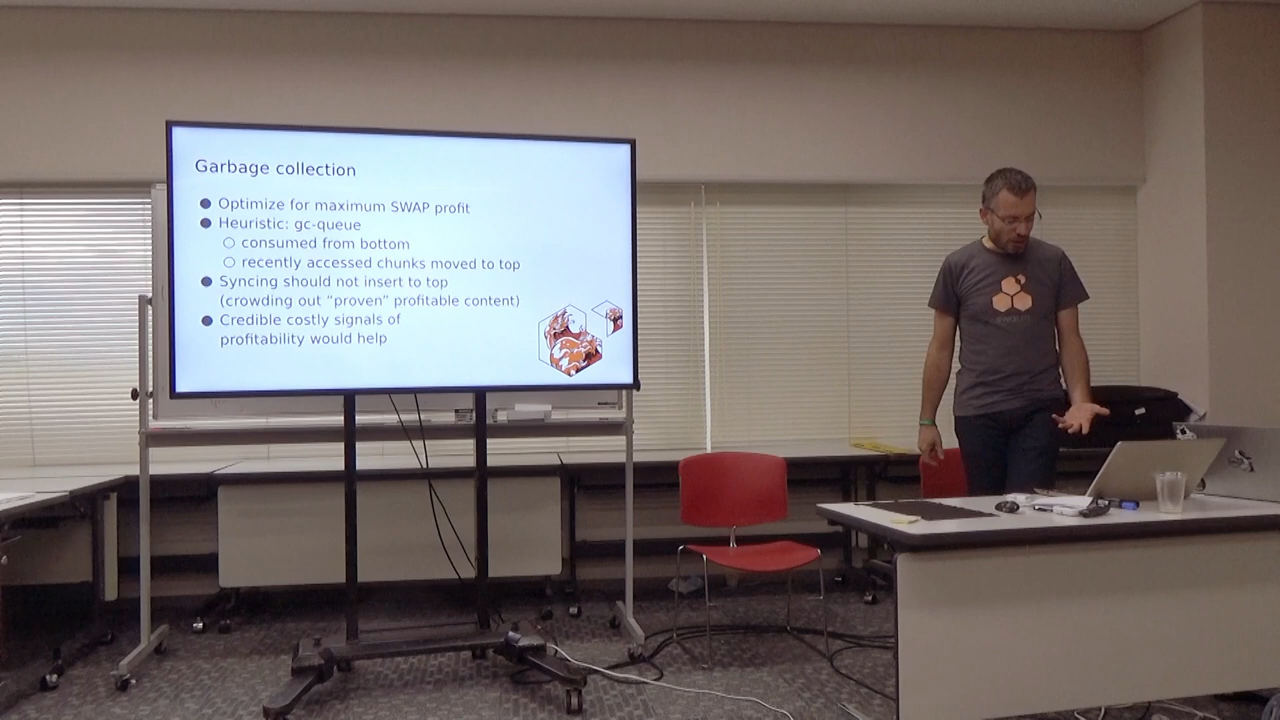 Garbage collection
● Optimize for maximum SWAP profit
● Heuristic: gc-queue
○ consumed from bottom
○ recently accessed chunks moved to top
● Syncing should not insert to top
(crowding out “proven” profitable content)
● Credible costly signals of
profitability would help